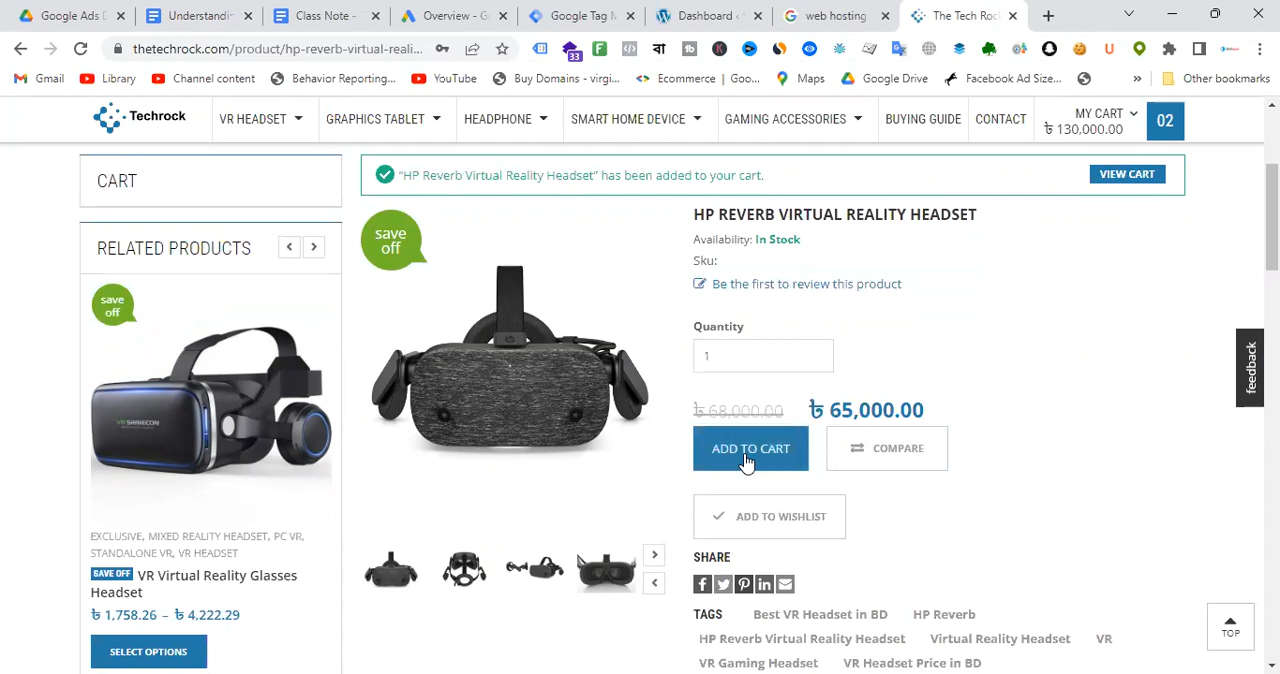 Google Ads D
Understandin
Class Note -
Overview - G
Google Tag M
Dashboard ‹
web hosting
The Tech Roc
thetechrock.com/product/hp-reverb-virtual-reali...
33
Gmail
Library
Channel content
Behavior Reporting...
YouTube
Buy Domains - virgi...
Ecommerce | Goo...
Maps
Google Drive
Facebook Ad Size...
Other bookmarks
Techrock
VR HEADSET
GRAPHICS TABLET
HEADPHONE
SMART HOME DEVICE
GAMING ACCESSORIES
BUYING GUIDE
CONTACT
MY CART
৳ 130,000.00
02
CART
“HP Reverb Virtual Reality Headset” has been added to your cart.
VIEW CART
RELATED PRODUCTS
save
off
VR SHINECON
EXCLUSIVE, MIXED REALITY HEADSET, PC VR,
STANDALONE VR, VR HEADSET
SAVE OFF VR Virtual Reality Glasses
Headset
৳ 1,758.26 – ৳ 4,222.29
SELECT OPTIONS
save
off
HP REVERB VIRTUAL REALITY HEADSET
Availability: In Stock
Sku:
Be the first to review this product
Quantity
1
৳ 68,000.00 ৳ 65,000.00
ADD TO CART
COMPARE
ADD TO WISHLIST
SHARE
TAGS Best VR Headset in BD HP Reverb
HP Reverb Virtual Reality Headset Virtual Reality Headset VR
VR Gaming Headset VR Headset Price in BD
feedback
TOP